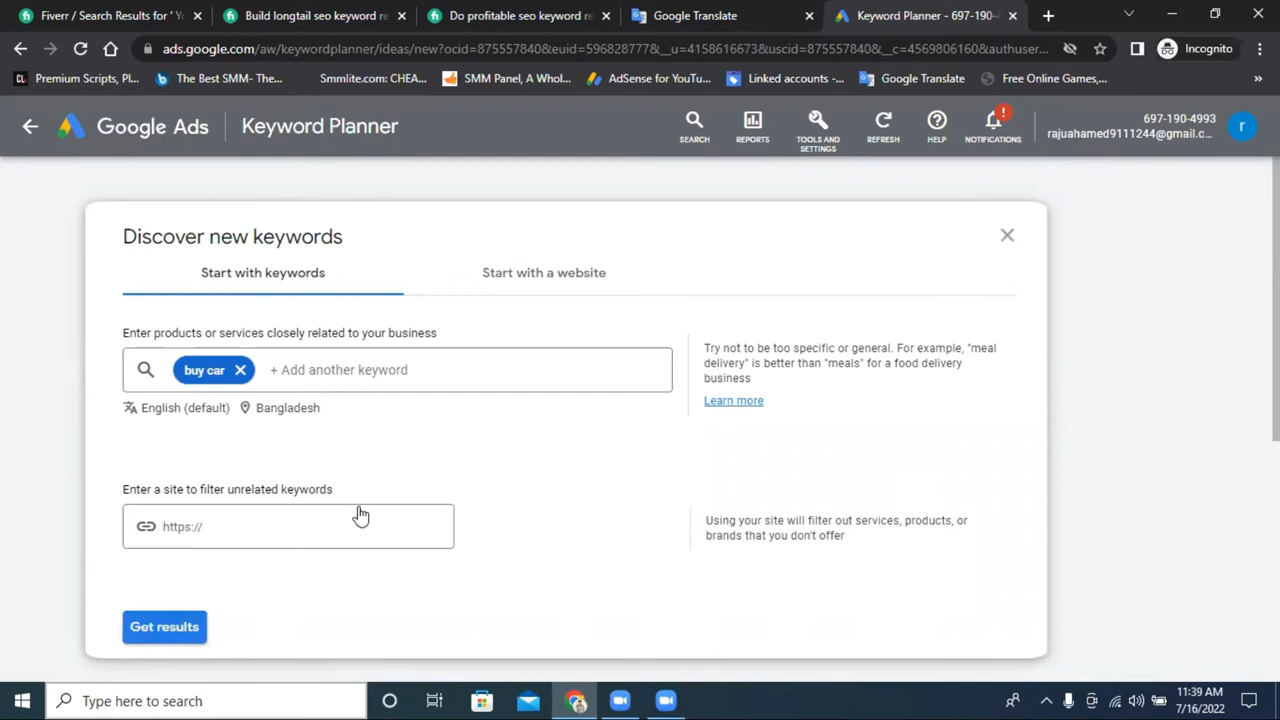 Fiverr / Search Results for ' Y
Build longtail seo keyword re
Do profitable seo keyword re
Google Translate
Keyword Planner - 697-190-
ads.google.com/aw/keywordplanner/ideas/new?ocid=875557840&euid=596828777&__u=4158616673&uscid=875557840&__c=4569806160&authuser...
Incognito
Premium Scripts, Pl...
The Best SMM- The...
Smmlite.com: CHEA...
SMM Panel, A Whol...
AdSense for YouTu...
Linked accounts -...
Google Translate
Free Online Games,...
Google Ads
Keyword Planner
SEARCH
REPORTS
TOOLS AND
SETTINGS
REFRESH
HELP
NOTIFICATIONS
697-190-4993
rajuahamed9111244@gmail.c...
r
Discover new keywords
Start with keywords
Start with a website
Enter products or services closely related to your business
buy car
+ Add another keyword
English (default)
Bangladesh
Try not to be too specific or general. For example, "meal
delivery" is better than "meals" for a food delivery
business
Learn more
Enter a site to filter unrelated keywords
https://
Using your site will filter out services, products, or
brands that you don't offer
Get results
Type here to search
11:39 AM
7/16/2022